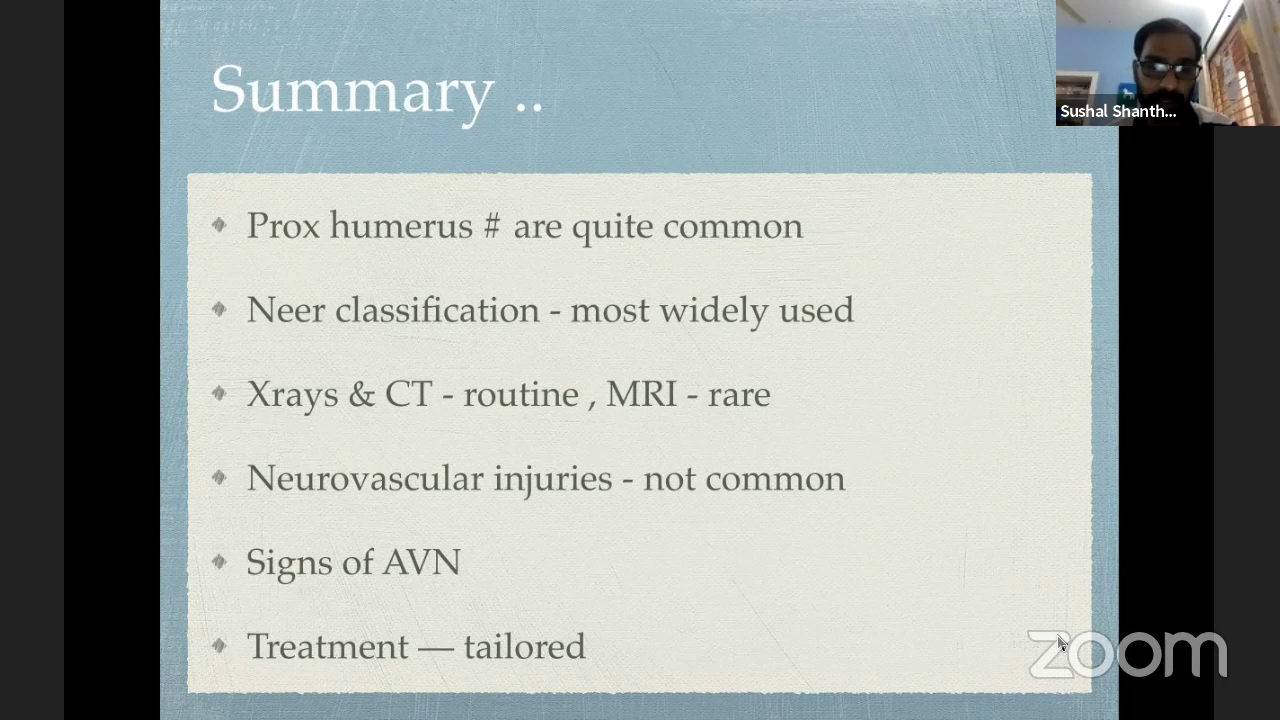 Summary ..
Sushal Shanth...
Prox humerus # are quite common
Neer classification - most widely used
Xrays & CT - routine , MRI - rare
Neurovascular injuries - not common
Signs of AVN
Treatment — tailored
zoom